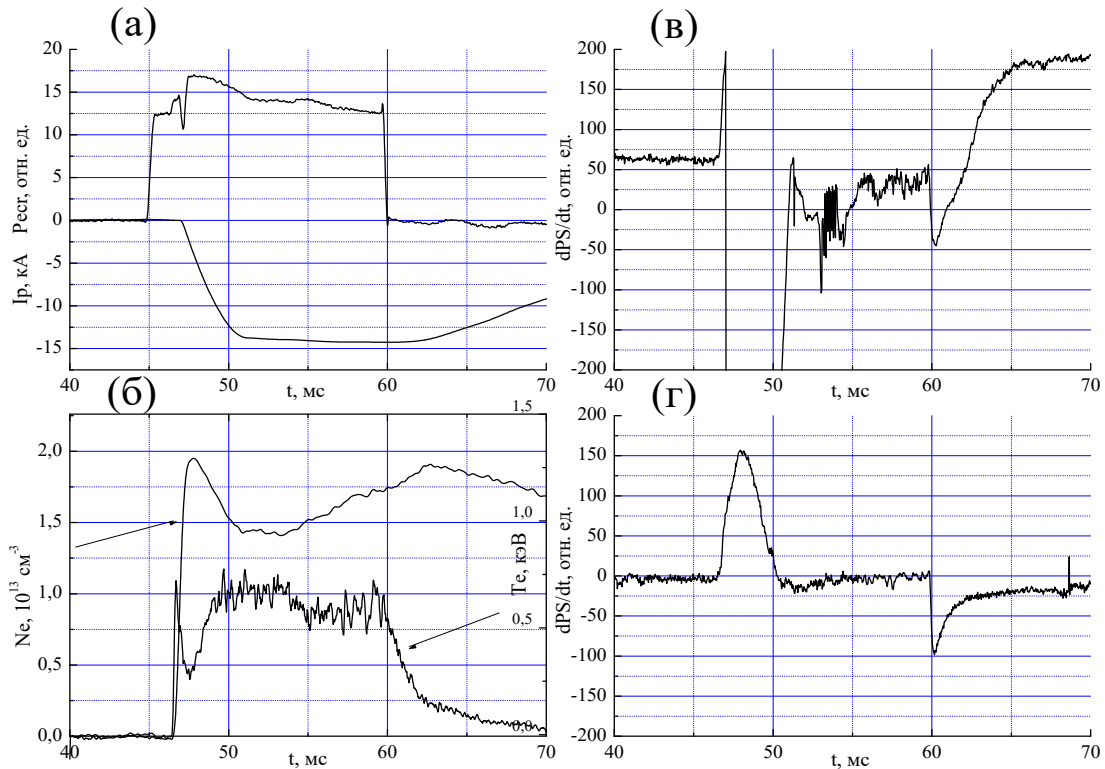 (а)
20
15
10
5
0
-5
-10
-15
Ip, кА Pecr, отн. ед.
40 50 60 70
t, мс
(в)
200
150
100
50
0
-50
-100
-150
-200
dPS/dt, отн. ед.
40 50 60 70
t, мс
(б)
2,0
1,5
1,0
0,5
0,0
Ne, 10¹³ см⁻³
1,5
1,0
0,5
0,0
Te, кэВ
40 50 60 70
t, мс
(г)
200
150
100
50
0
-50
-100
-150
-200
dPS/dt, отн. ед.
40 50 60 70
t, мс